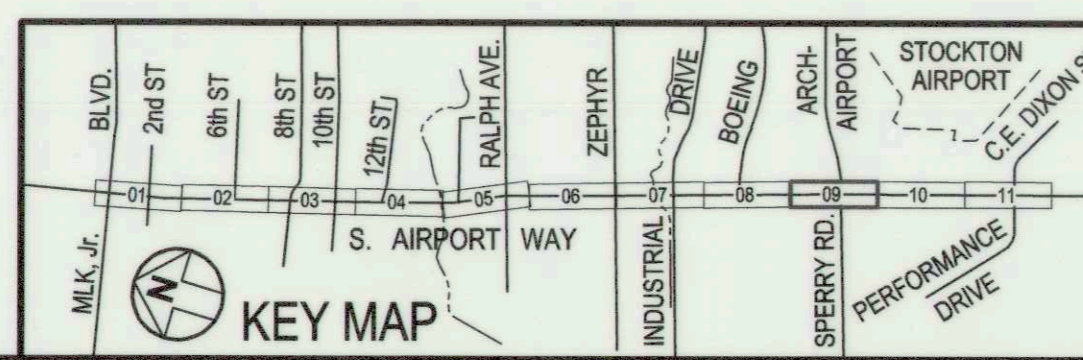 BLVD.
2nd ST
6th ST
8th ST
10th ST
12th ST
RALPH AVE.
ZEPHYR
DRIVE
BOEING
ARCH-
AIRPORT
STOCKTON
AIRPORT
C.E. DIXON S
01
02
03
04
05
06
07
08
09
10
11
MLK, Jr.
S. AIRPORT WAY
INDUSTRIAL
SPERRY RD.
PERFORMANCE
DRIVE
N
KEY MAP